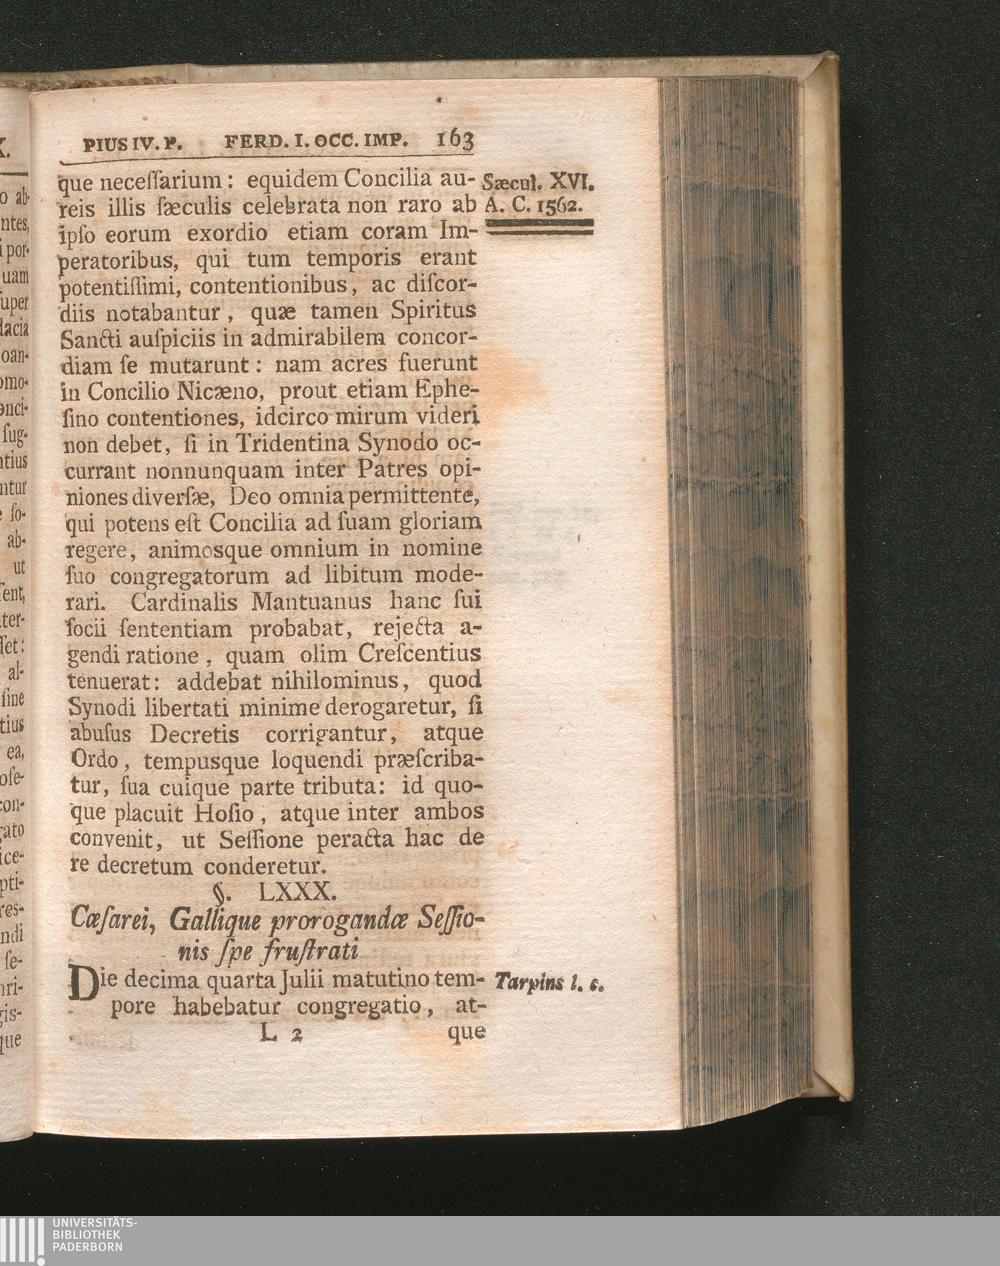 PIUS IV. P. FERD. I. OCC. IMP. 163
que neceſſarium: equidem Concilia au-
reis illis ſæculis celebrata non raro ab
ipſo eorum exordio etiam coram Im-
peratoribus, qui tum temporis erant
potentiſſimi, contentionibus, ac diſcor-
diis notabantur, quæ tamen Spiritus
Sancti auſpiciis in admirabilem concor-
diam ſe mutarunt: nam acres fuerunt
in Concilio Nicæno, prout etiam Ephe-
ſino contentiones, idcirco mirum videri
non debet, ſi in Tridentina Synodo oc-
currant nonnunquam inter Patres opi-
niones diverſæ, Deo omnia permittente,
qui potens eſt Concilia ad ſuam gloriam
regere, animosque omnium in nomine
ſuo congregatorum ad libitum mode-
rari. Cardinalis Mantuanus hanc ſui
ſocii ſententiam probabat, rejecta a-
gendi ratione, quam olim Creſcentius
tenuerat: addebat nihilominus, quod
Synodi libertati minime derogaretur, ſi
abuſus Decretis corrigantur, atque
Ordo, tempusque loquendi præſcriba-
tur, ſua cuique parte tributa: id quo-
que placuit Hoſio, atque inter ambos
convenit, ut Seſſione peracta hac de
re decretum conderetur.
§. LXXX.
Cæſarei, Gallique prorogandæ Seſſio-
nis ſpe fruſtrati
Die decima quarta Julii matutino tem-
pore habebatur congregatio, at-
L 2 que
Sæcul. XVI.
A. C. 1562.
Tarpins l. c.
UNIVERSITÄTS-
BIBLIOTHEK
PADERBORN